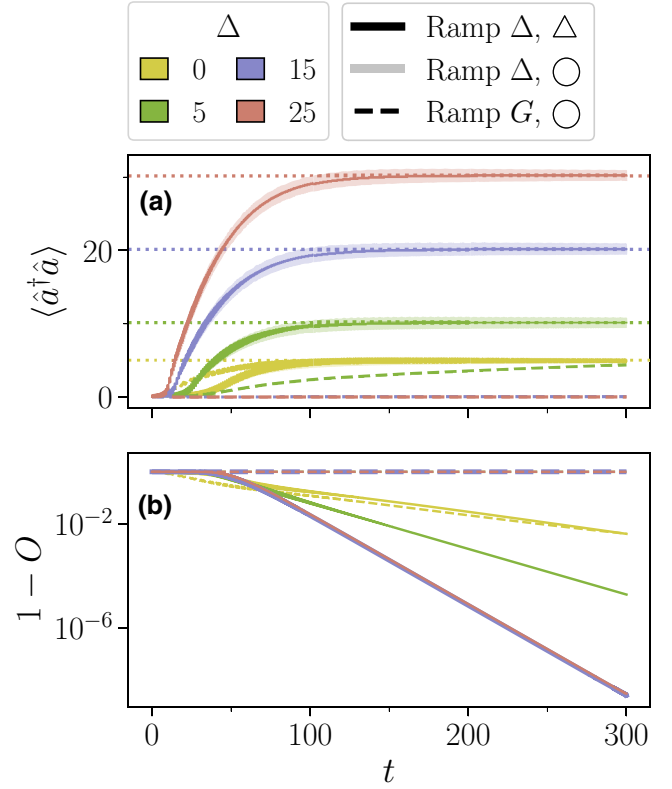 Δ
0 15
5 25
Ramp Δ, △
Ramp Δ, ◯
Ramp G, ◯
(a)
20
0
⟨â†â⟩
(b)
10⁻²
10⁻⁶
1 − O
0 100 200 300
t